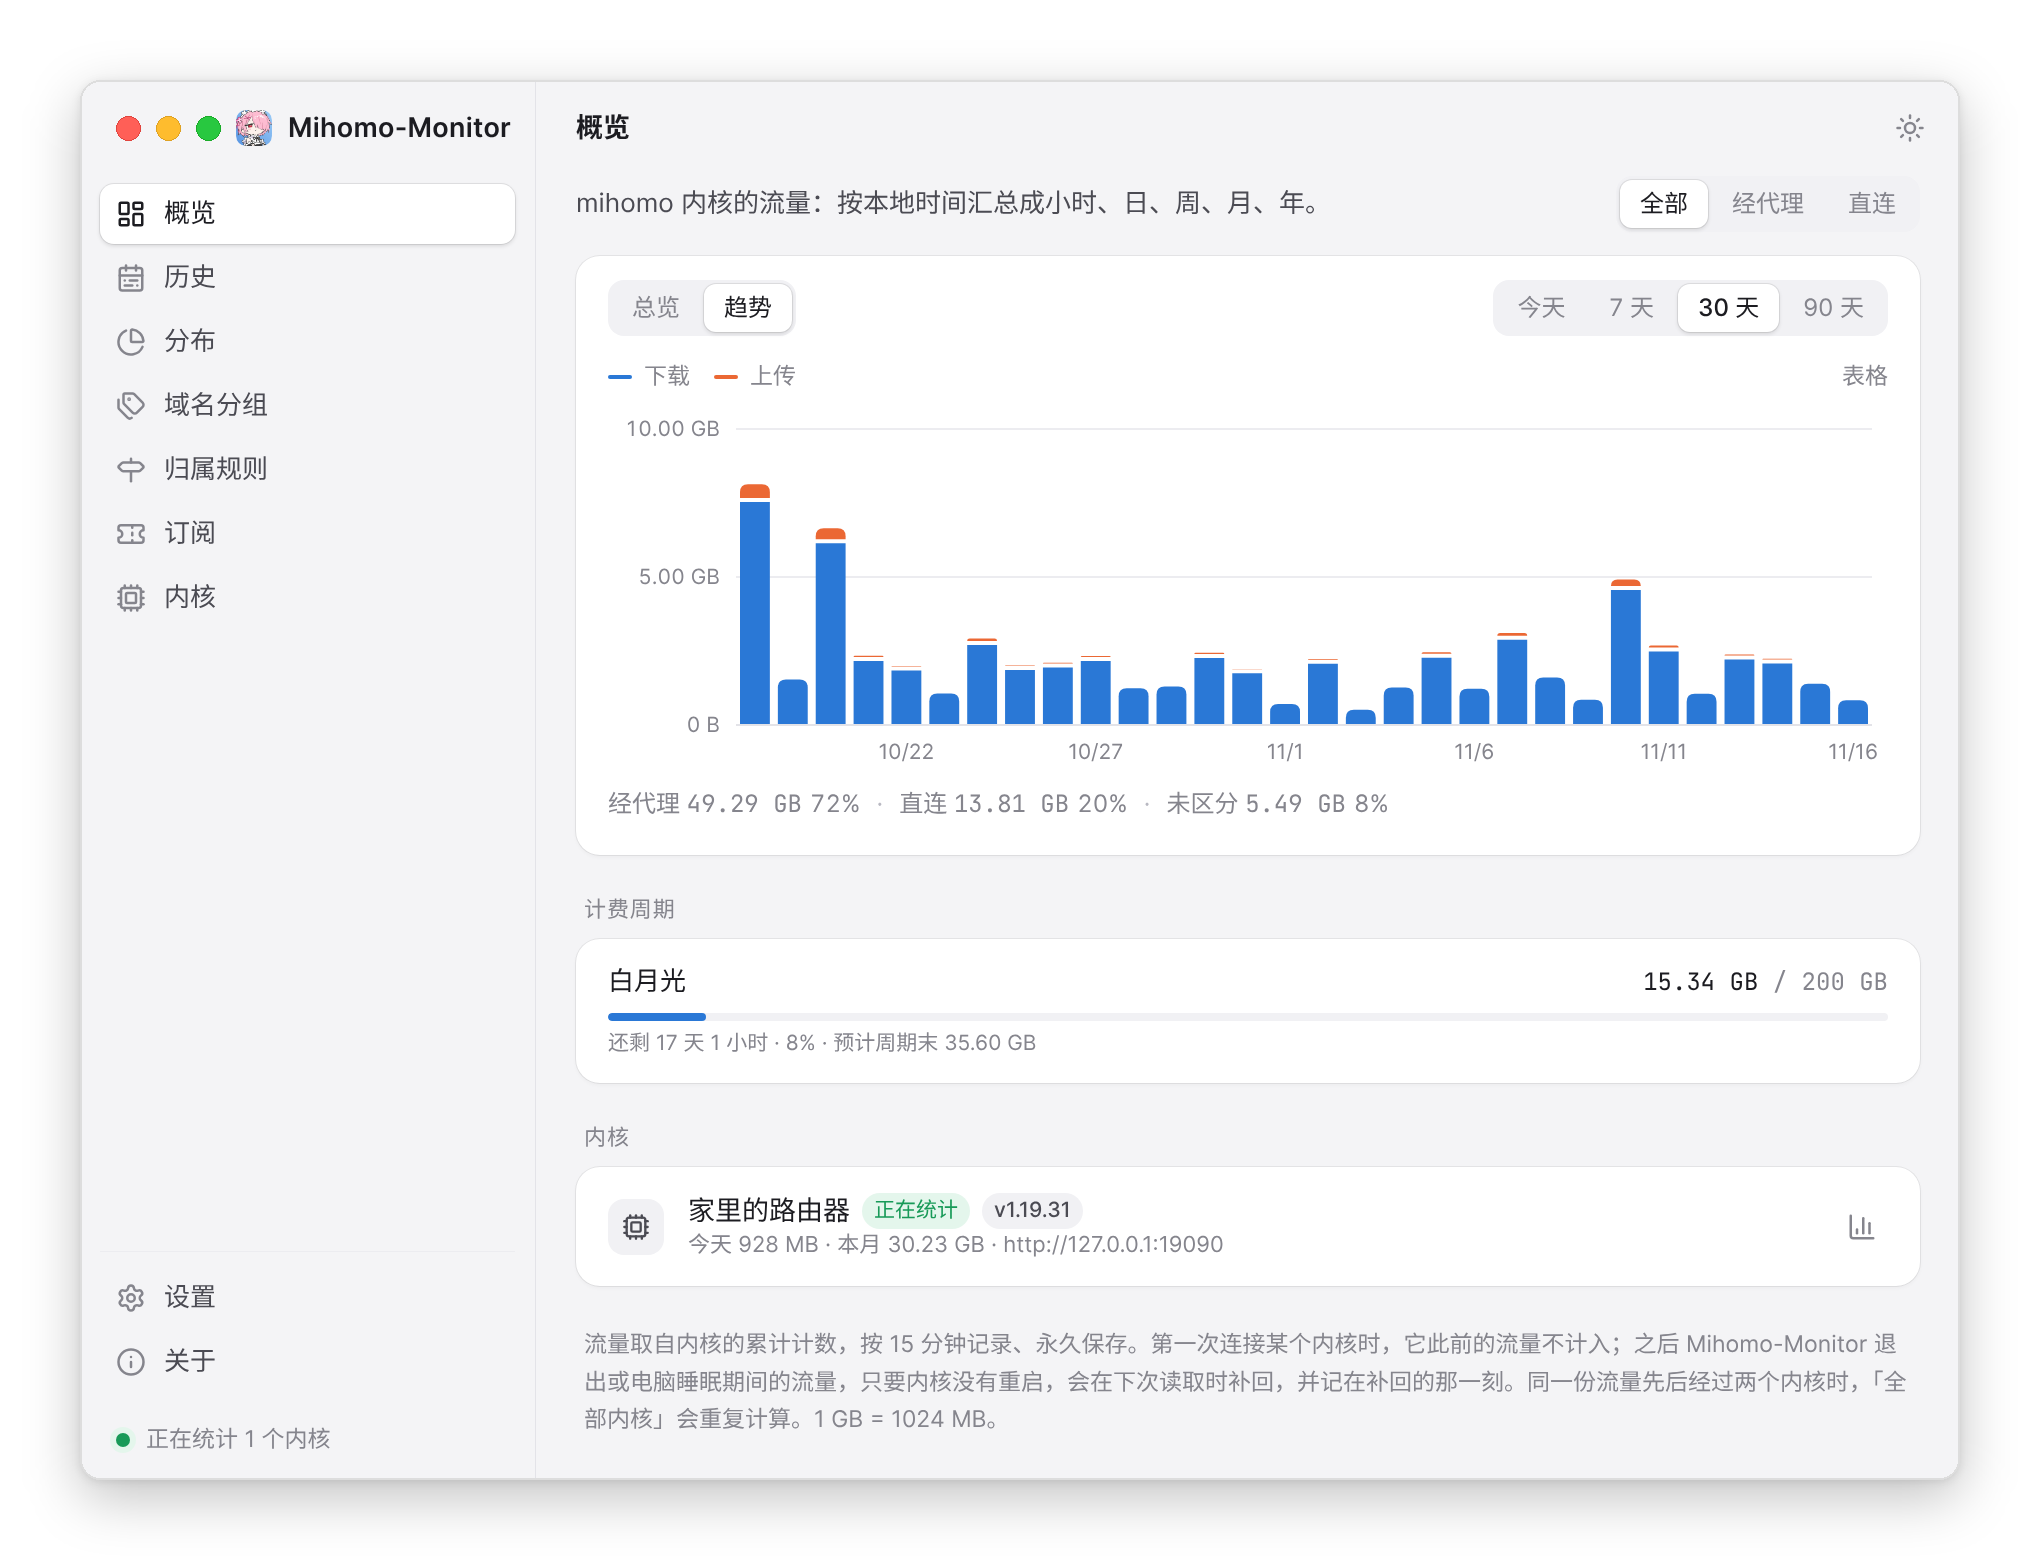 Mihomo-Monitor
概览
历史
分布
域名分组
归属规则
订阅
内核
设置
关于
正在统计 1 个内核
概览
mihomo 内核的流量：按本地时间汇总成小时、日、周、月、年。
全部 经代理 直连
总览 趋势
今天 7 天 30 天 90 天
下载 上传
表格
10.00 GB
5.00 GB
0 B
10/22 10/27 11/1 11/6 11/11 11/16
经代理 49.29 GB 72% · 直连 13.81 GB 20% · 未区分 5.49 GB 8%
计费周期
白月光
15.34 GB / 200 GB
还剩 17 天 1 小时 · 8% · 预计周期末 35.60 GB
内核
家里的路由器 正在统计 v1.19.31
今天 928 MB · 本月 30.23 GB · http://127.0.0.1:19090
流量取自内核的累计计数，按 15 分钟记录、永久保存。第一次连接某个内核时，它此前的流量不计入；之后 Mihomo-Monitor 退
出或电脑睡眠期间的流量，只要内核没有重启，会在下次读取时补回，并记在补回的那一刻。同一份流量先后经过两个内核时，「全
部内核」会重复计算。1 GB = 1024 MB。